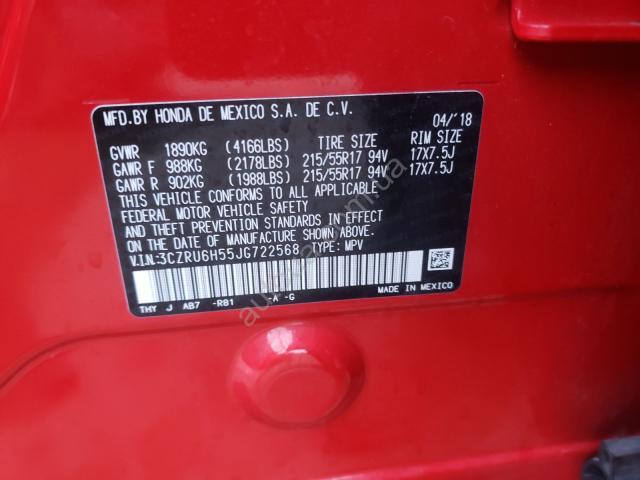 MFD.BY HONDA DE MEXICO S.A. DE C.V. 04/'18
GVWR 1890KG (4166LBS) TIRE SIZE RIM SIZE
GAWR F 988KG (2178LBS) 215/55R17 94V 17X7.5J
GAWR R 902KG (1988LBS) 215/55R17 94V 17X7.5J
THIS VEHICLE CONFORMS TO ALL APPLICABLE
FEDERAL MOTOR VEHICLE SAFETY
AND THEFT PREVENTION STANDARDS IN EFFECT
ON THE DATE OF MANUFACTURE SHOWN ABOVE.
V.I.N:3CZRU6H55JG722568 TYPE: MPV
THY J AB7 -R81 -A -G MADE IN MEXICO